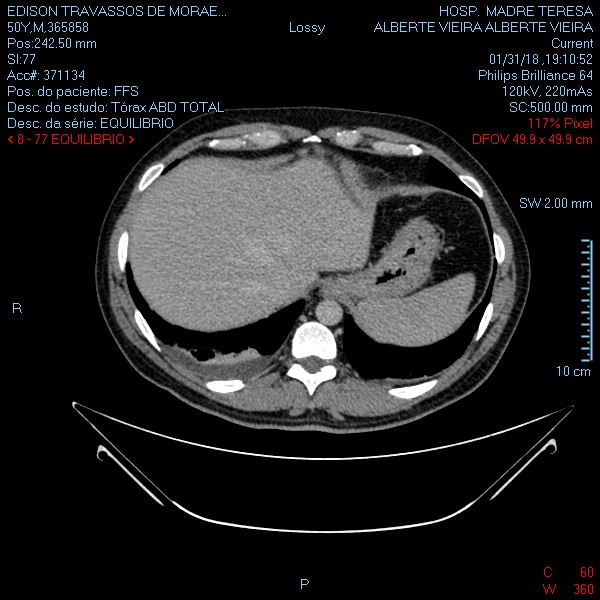 EDISON TRAVASSOS DE MORAE...
50Y,M,365858
Pos:242.50 mm
SI:77
Acc#: 371134
Pos. do paciente: FFS
Desc. do estudo: Tórax ABD TOTAL
Desc. da série: EQUILIBRIO
< 8 - 77 EQUILIBRIO >
Lossy
HOSP. MADRE TERESA
ALBERTE VIEIRA ALBERTE VIEIRA
Current
01/31/18 ,19:10:52
Philips Brilliance 64
120kV, 220mAs
SC:500.00 mm
117% Pixel
DFOV 49.9 x 49.9 cm
SW 2.00 mm
R
10 cm
P
C 60
W 360